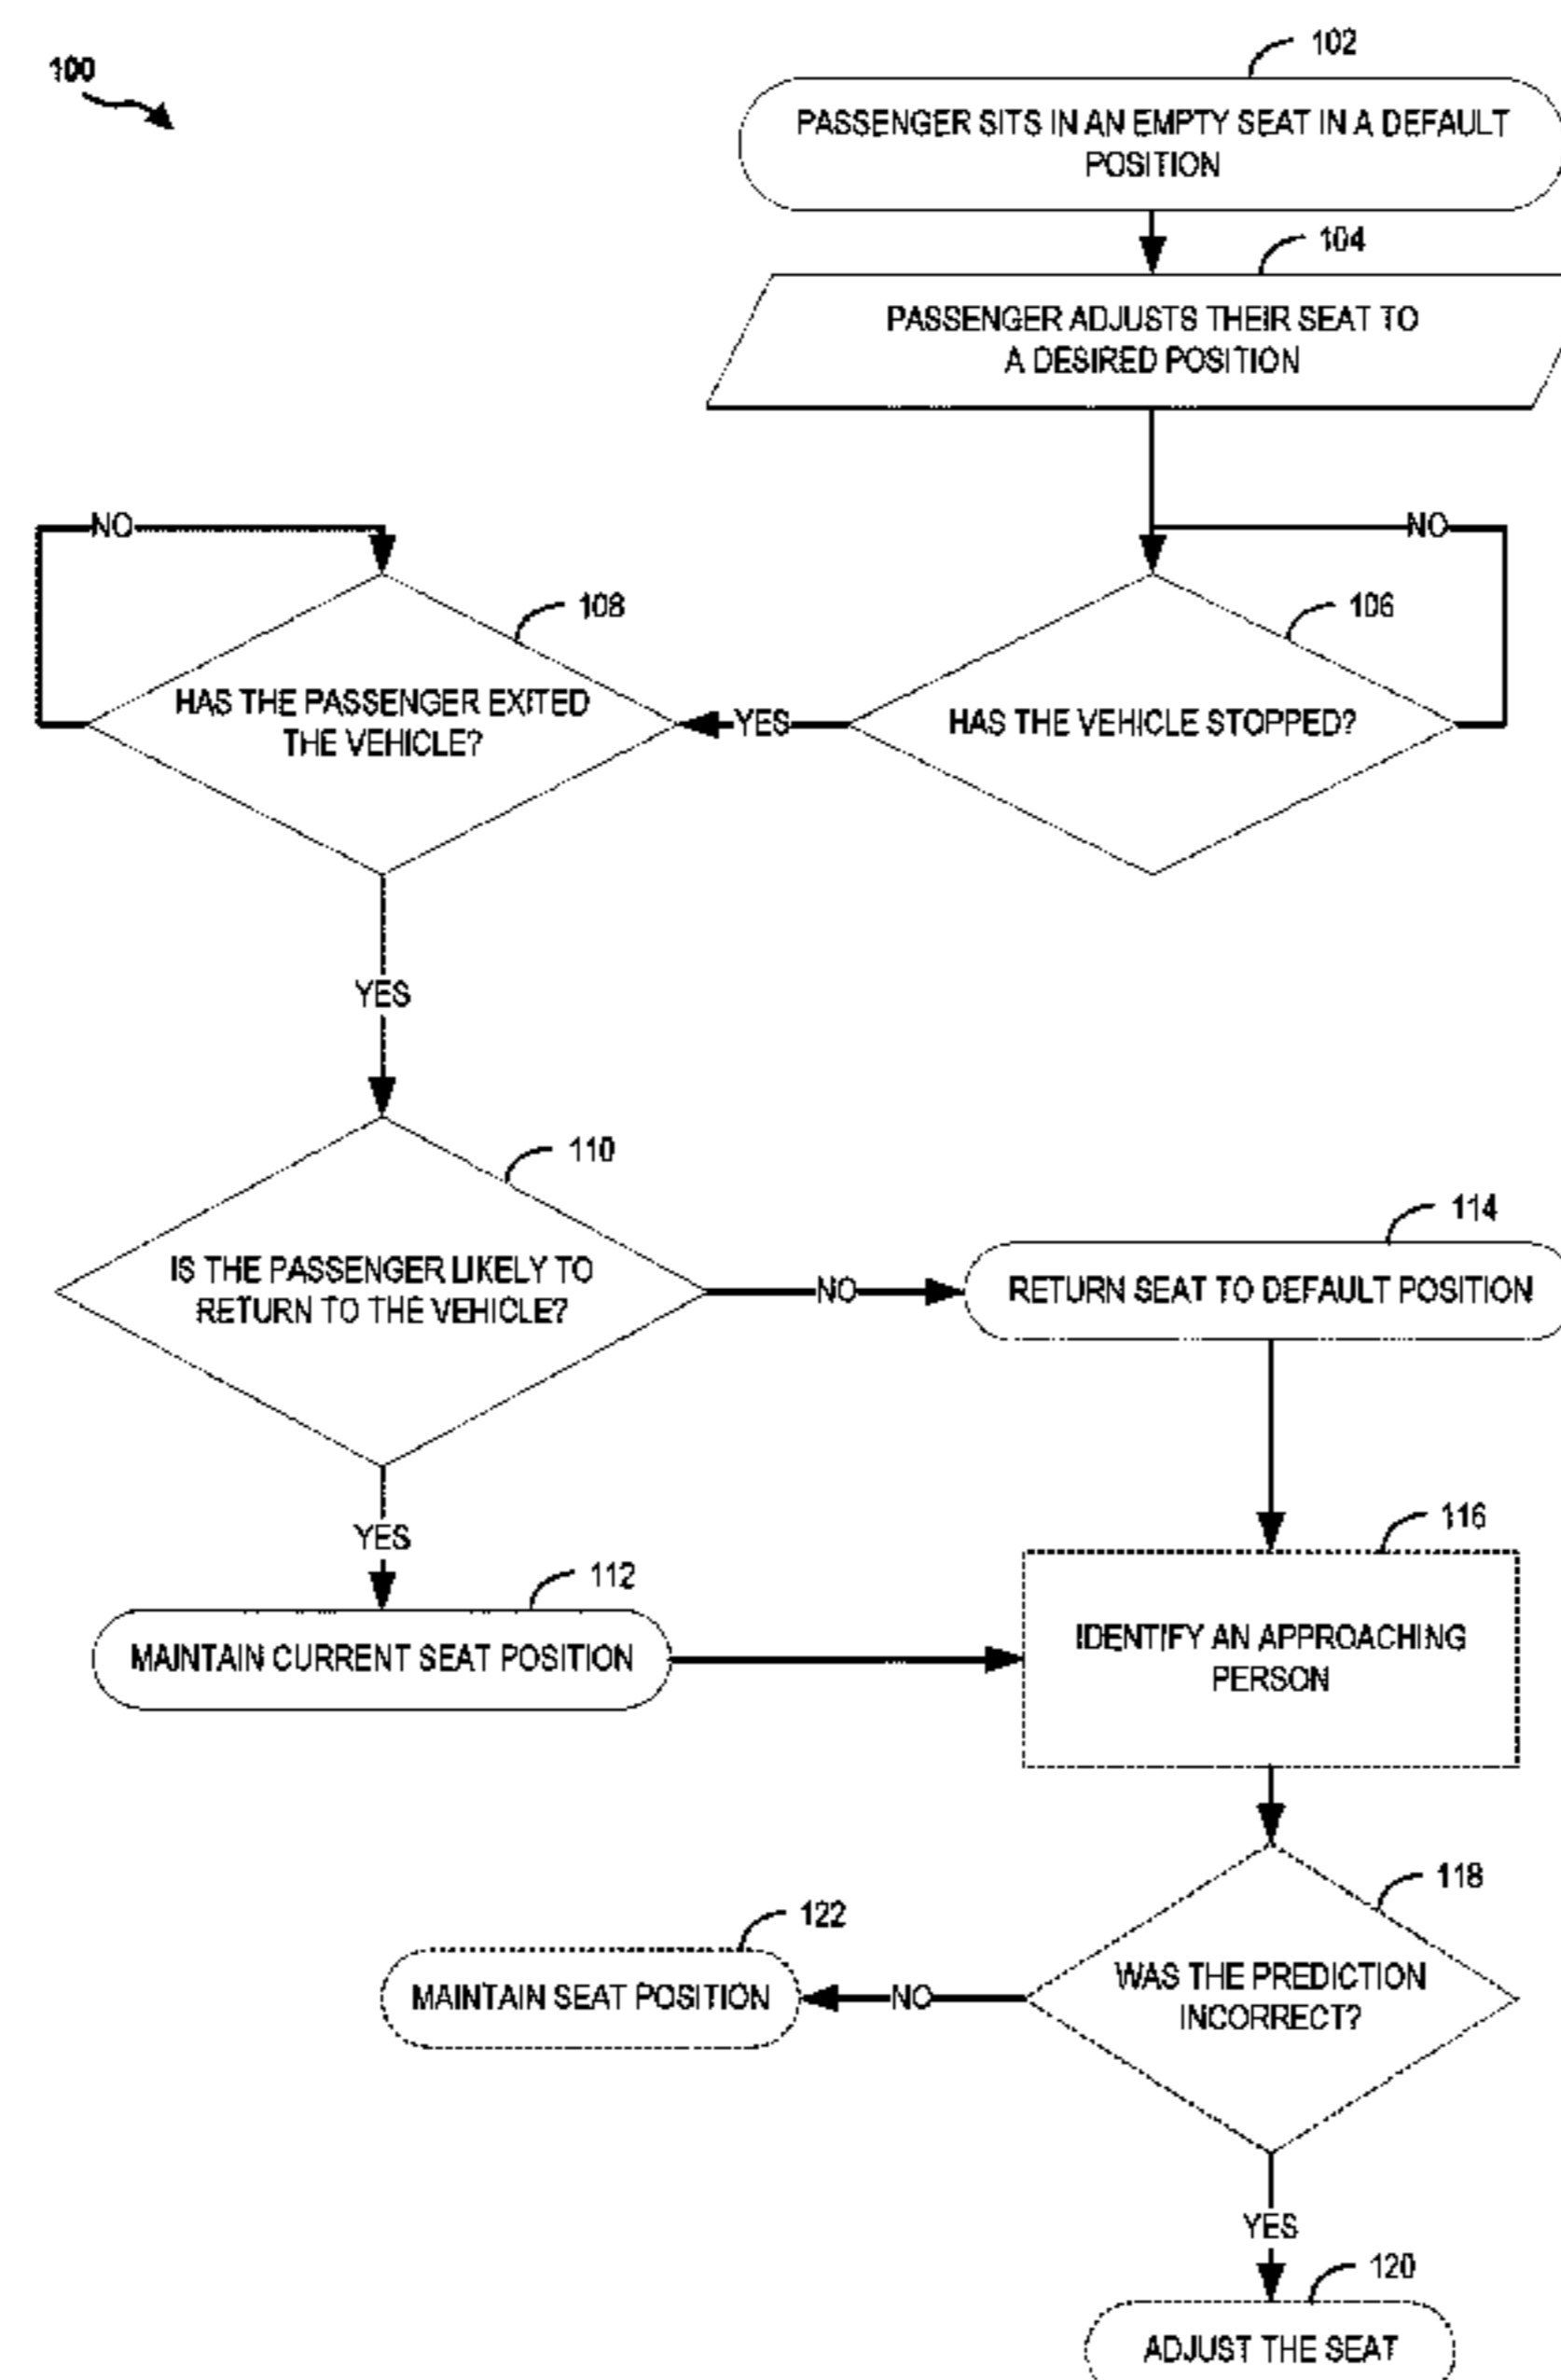 100
102
PASSENGER SITS IN AN EMPTY SEAT IN A DEFAULT
POSITION
104
PASSENGER ADJUSTS THEIR SEAT TO
A DESIRED POSITION
NO
NO
108
106
HAS THE PASSENGER EXITED
THE VEHICLE?
YES
HAS THE VEHICLE STOPPED?
YES
110
IS THE PASSENGER LIKELY TO
RETURN TO THE VEHICLE?
NO
114
RETURN SEAT TO DEFAULT POSITION
YES
112
MAINTAIN CURRENT SEAT POSITION
116
IDENTIFY AN APPROACHING
PERSON
118
WAS THE PREDICTION
INCORRECT?
NO
122
MAINTAIN SEAT POSITION
YES
120
ADJUST THE SEAT